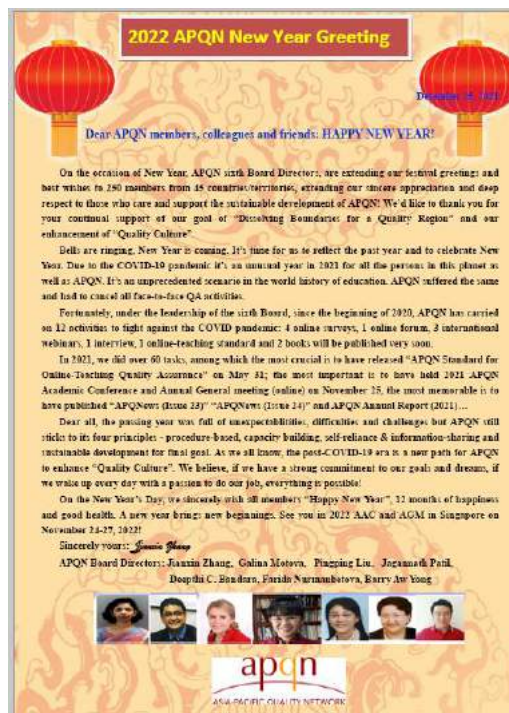 2022 APQN New Year Greeting
2021
Dear APQN members, colleagues and friends: HAPPY NEW YEAR!
On the occasion of New Year, APQN sixth Board Directors, are extending our festival greetings and
best wishes to 250 members from 45 countries/territories, extending our sincere appreciation and deep
respect to those who care and support the sustainable development of APQN! We'd like to thank you for
your continual support of our goal of "Dissolving Boundaries for a Quality Region" and our
enhancement of "Quality Culture".
Bells are ringing, New Year is coming. It's time for us to reflect the past year and to celebrate New
Year. Due to the COVID-19 pandemic it's an unusual year in 2021 for all the persons in this planet as
well as APQN. It's an unprecedented scenario in the world history of education. APQN suffered the same
and had to cancel all face-to-face QA activities.
Fortunately, under the leadership of the sixth Board, since the beginning of 2020, APQN has carried
on 12 activities to fight against the COVID pandemic: 4 online surveys, 1 online forum, 3 international
webinars, 1 interview, 1 online-teaching standard and 2 books will be published very soon.
In 2021, we did over 60 tasks, among which the most crucial is to have released "APQN Standard for
Online-Teaching Quality Assurance" on May 31; the most important is to have held 2021 APQN
Academic Conference and Annual General meeting (online) on November 25, the most memorable is to
have published "APQNews (Issue 23)" "APQNews (Issue 24)" and APQN Annual Report (2021)…
Dear all, the passing year was full of unexpectabilities, difficulties and challenges but APQN still
sticks to its four principles - procedure-based, capacity building, self-reliance & information-sharing and
sustainable development for final goal. As we all know, the post-COVID-19 era is a new path for APQN
to enhance "Quality Culture". We believe, if we have a strong commitment to our goals and dreams, if
we wake up every day with a passion to do our job, everything is possible!
On the New Year's Day, we sincerely wish all members "Happy New Year", 12 months of happiness
and good health. A new year brings new beginnings. See you in 2022 AAC and AGM in Singapore on
November 24-27, 2022!
Sincerely yours: Jianxin Zhang
APQN Board Directors: Jianxin Zhang, Galina Motova, Pingping Liu, Jagannath Patil,
Deepthi C. Bandara, Farida Nurmanbetova, Barry Aw Yong
apqn
ASIA-PACIFIC QUALITY NETWORK